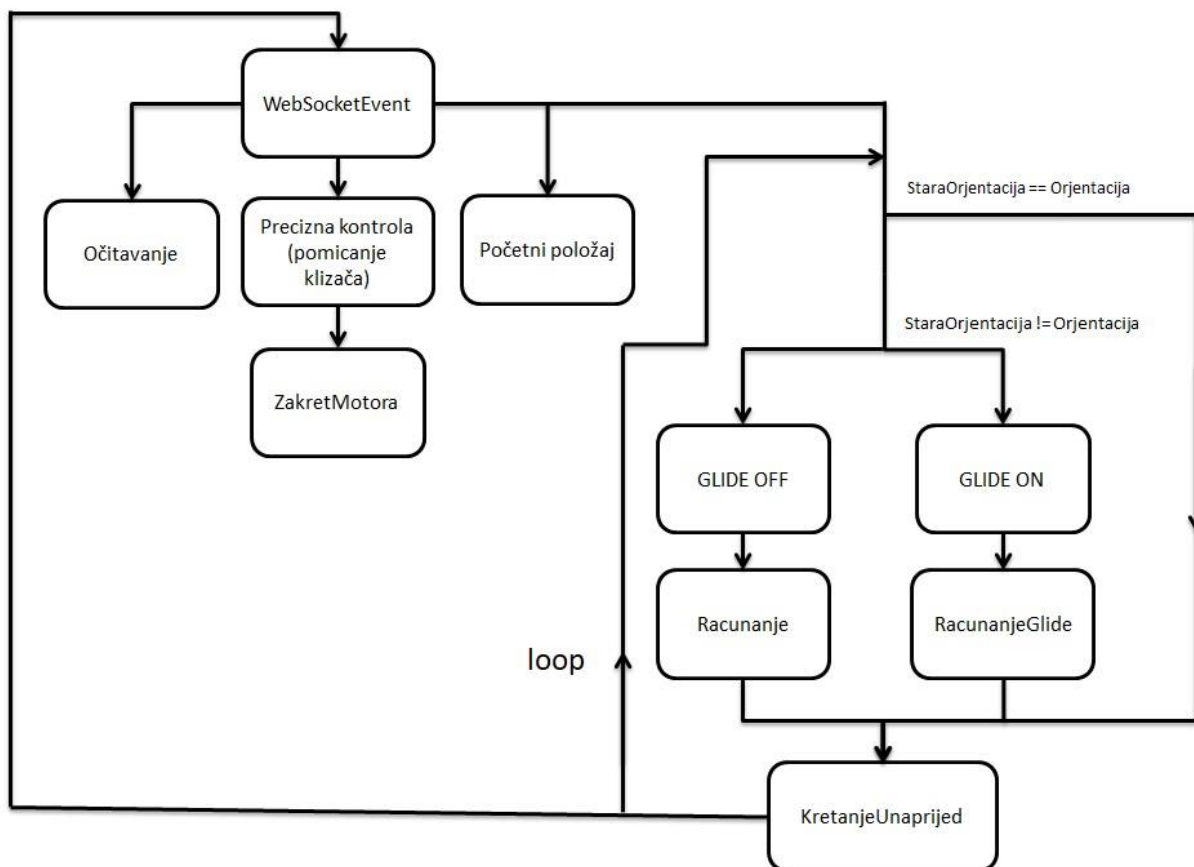 WebSocketEvent
StaraOrjentacija == Orjentacija
Očitavanje
Precizna kontrola
(pomicanje
klizača)
Početni položaj
StaraOrjentacija != Orjentacija
ZakretMotora
GLIDE OFF
GLIDE ON
Racunanje
RacunanjeGlide
loop
KretanjeUnaprijed